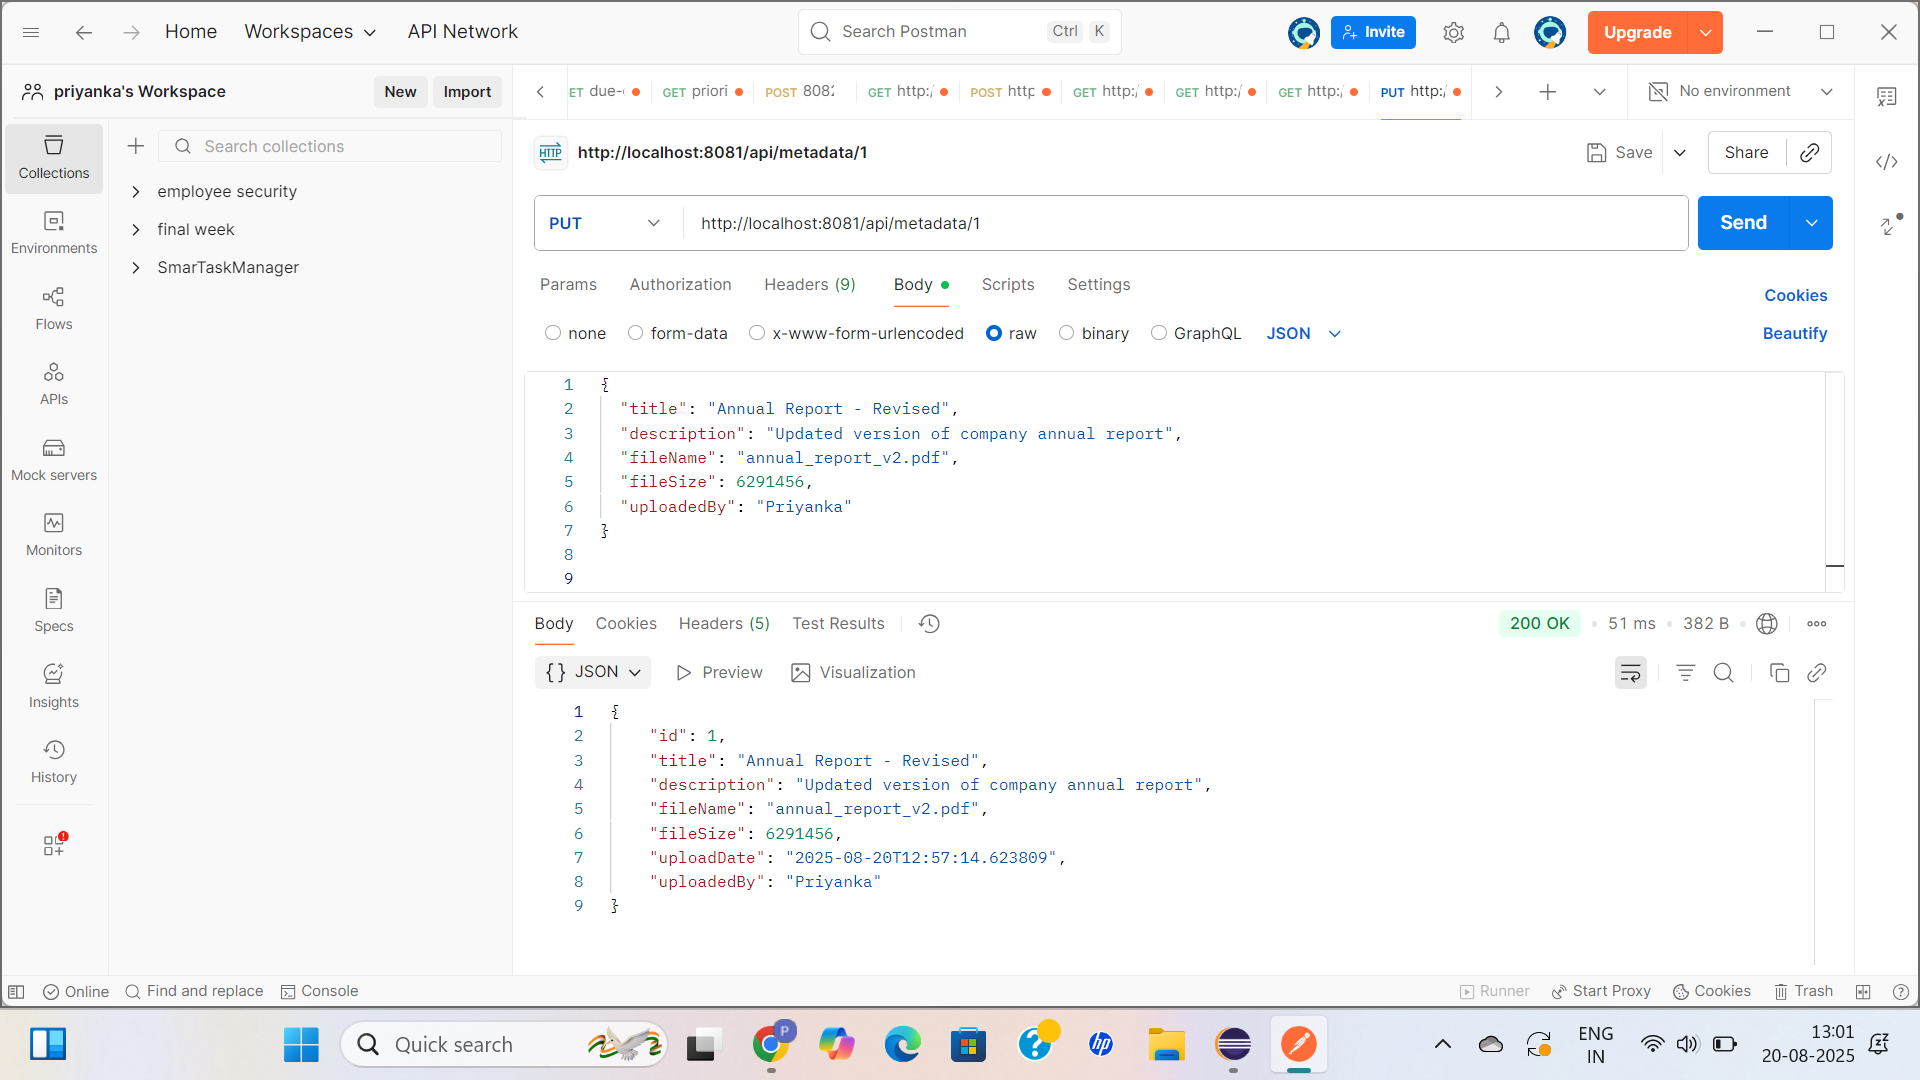 Home
Workspaces
API Network
Search Postman
Ctrl
K
Invite
Upgrade
priyanka's Workspace
New
Import
ET due-
GET priori
POST 8082
GET http:/
POST http
GET http:/
GET http:/
GET http:/
PUT http:/
No environment
Collections
Environments
Flows
APIs
Mock servers
Monitors
Specs
Insights
History
Search collections
employee security
final week
SmarTaskManager
HTTP
http://localhost:8081/api/metadata/1
Save
Share
PUT
http://localhost:8081/api/metadata/1
Send
Params
Authorization
Headers (9)
Body
Scripts
Settings
Cookies
none
form-data
x-www-form-urlencoded
raw
binary
GraphQL
JSON
Beautify
1 {
2 "title": "Annual Report - Revised",
3 "description": "Updated version of company annual report",
4 "fileName": "annual_report_v2.pdf",
5 "fileSize": 6291456,
6 "uploadedBy": "Priyanka"
7 }
8
9
Body
Cookies
Headers (5)
Test Results
200 OK
51 ms
382 B
{} JSON
Preview
Visualization
1 {
2 "id": 1,
3 "title": "Annual Report - Revised",
4 "description": "Updated version of company annual report",
5 "fileName": "annual_report_v2.pdf",
6 "fileSize": 6291456,
7 "uploadDate": "2025-08-20T12:57:14.623809",
8 "uploadedBy": "Priyanka"
9 }
Online
Find and replace
Console
Runner
Start Proxy
Cookies
Trash
Quick search
P
hp
ENG
IN
13:01
20-08-2025